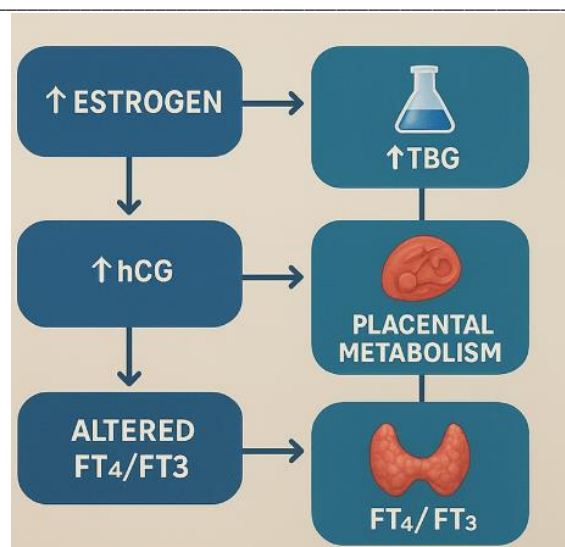 ↑ ESTROGEN
↑TBG
↑hCG
PLACENTAL
METABOLISM
ALTERED
FT4/FT3
FT4/FT3